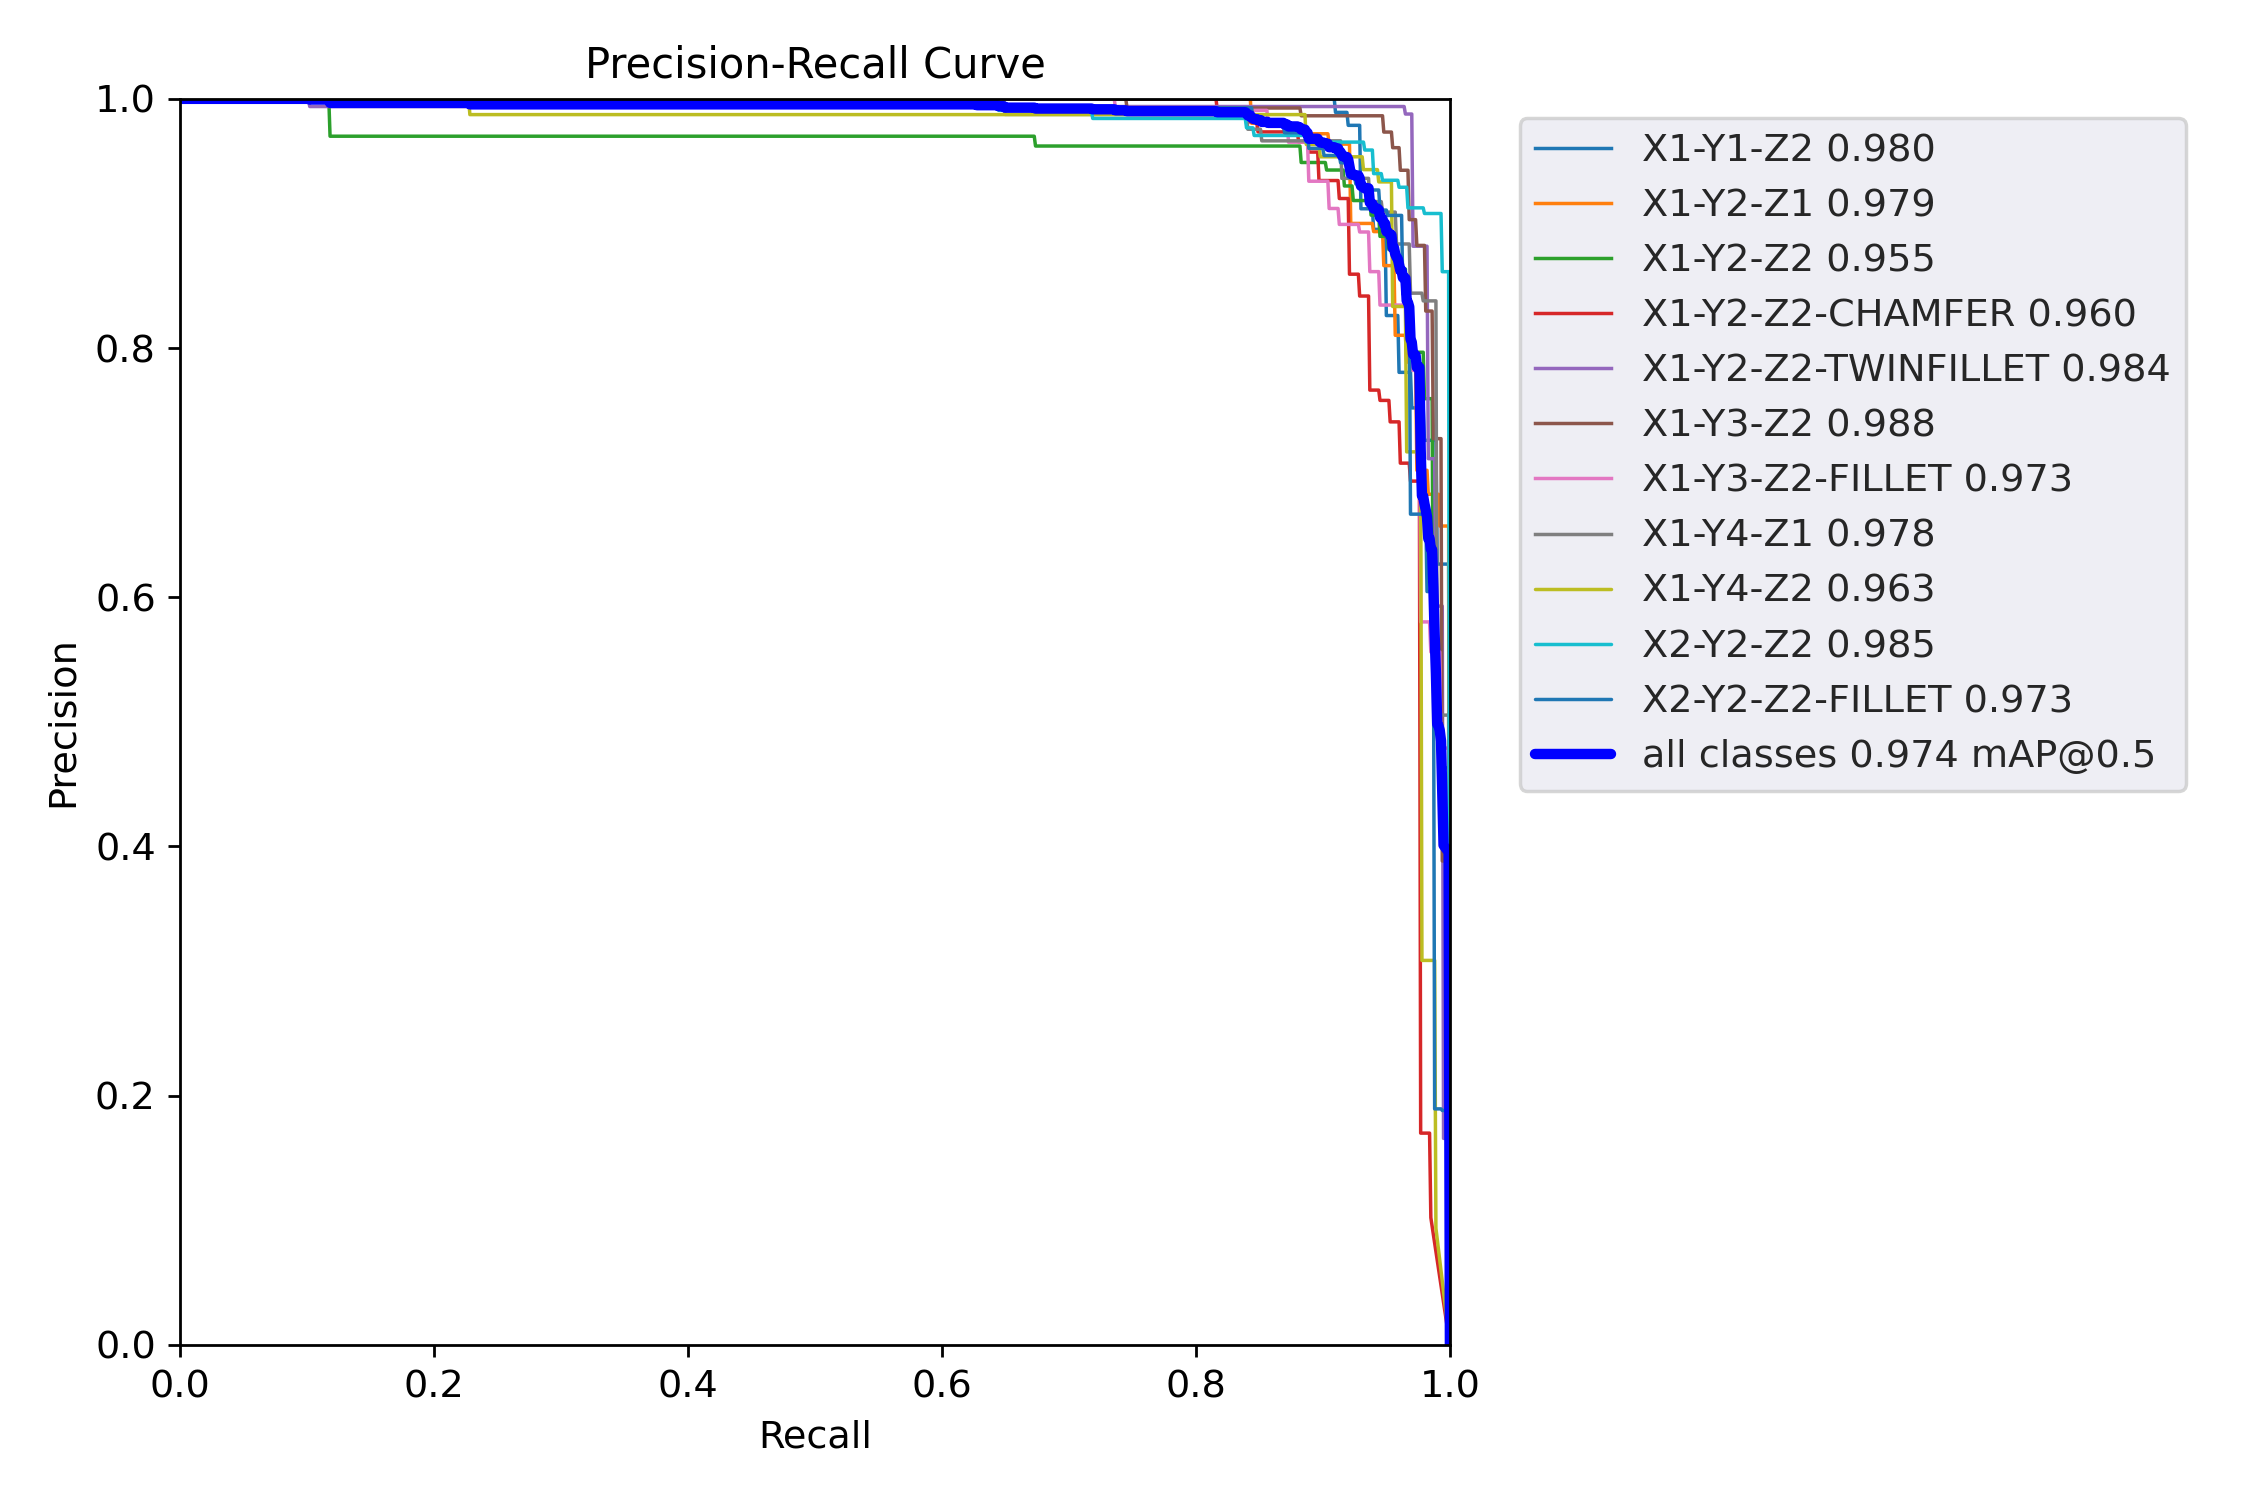 Precision-Recall Curve
1.0
0.8
0.6
0.4
0.2
0.0
Precision
0.0 0.2 0.4 0.6 0.8 1.0
Recall
X1-Y1-Z2 0.980
X1-Y2-Z1 0.979
X1-Y2-Z2 0.955
X1-Y2-Z2-CHAMFER 0.960
X1-Y2-Z2-TWINFILLET 0.984
X1-Y3-Z2 0.988
X1-Y3-Z2-FILLET 0.973
X1-Y4-Z1 0.978
X1-Y4-Z2 0.963
X2-Y2-Z2 0.985
X2-Y2-Z2-FILLET 0.973
all classes 0.974 mAP@0.5